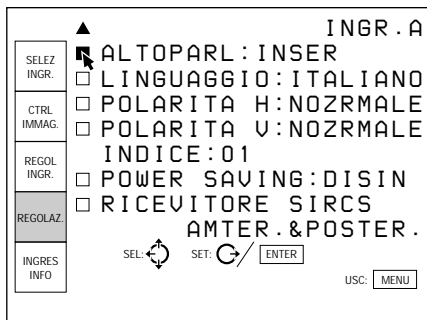 INGR.A
SELEZ
INGR.
CTRL
IMMAG.
REGOL
INGR.
REGOLAZ.
INGRES
INFO
ALTOPARL:INSER
LINGUAGGIO:ITALIANO
POLARITA H:NOZRMALE
POLARITA V:NOZRMALE
INDICE:01
POWER SAVING:DISIN
RICEVITORE SIRCS
AMTER.&POSTER.
SEL: SET: / ENTER
USC: MENU